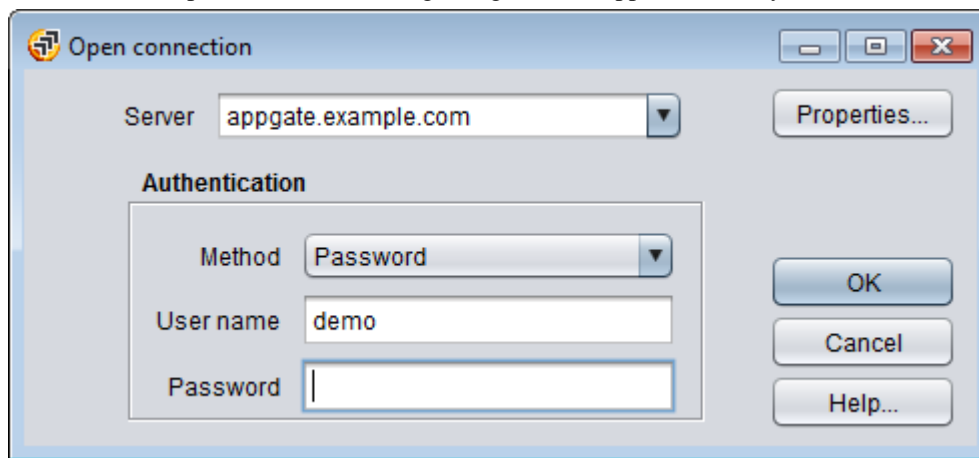 Open connection
Server appgate.example.com Properties...
Authentication
Method Password
OK
User name demo
Cancel
Password
Help...